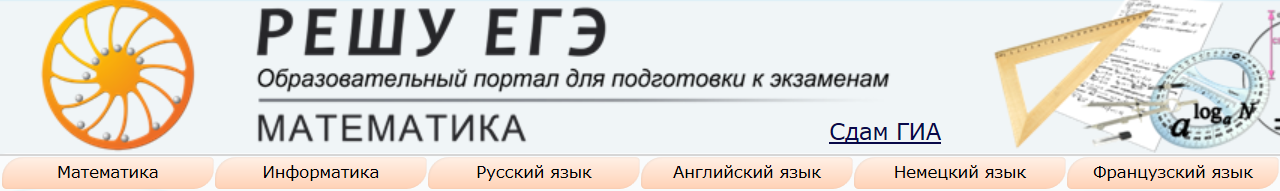 РЕШУ ЕГЭ
Образовательный портал для подготовки к экзаменам
МАТЕМАТИКА
Сдам ГИА
a^log_a N
Математика Информатика Русский язык Английский язык Немецкий язык Французский язык